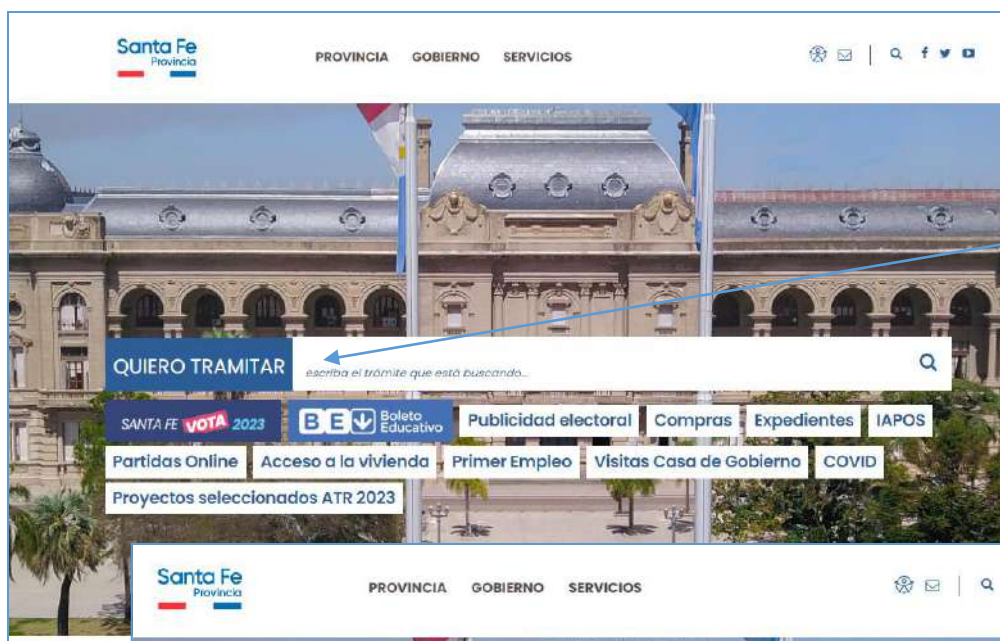 Santa Fe
Provincia
PROVINCIA GOBIERNO SERVICIOS
QUIERO TRAMITAR escriba el trámite que está buscando...
SANTA FE VOTA 2023 BE Boleto Educativo Publicidad electoral Compras Expedientes IAPOS
Partidas Online Acceso a la vivienda Primer Empleo Visitas Casa de Gobierno COVID
Proyectos seleccionados ATR 2023
Santa Fe
Provincia
PROVINCIA GOBIERNO SERVICIOS